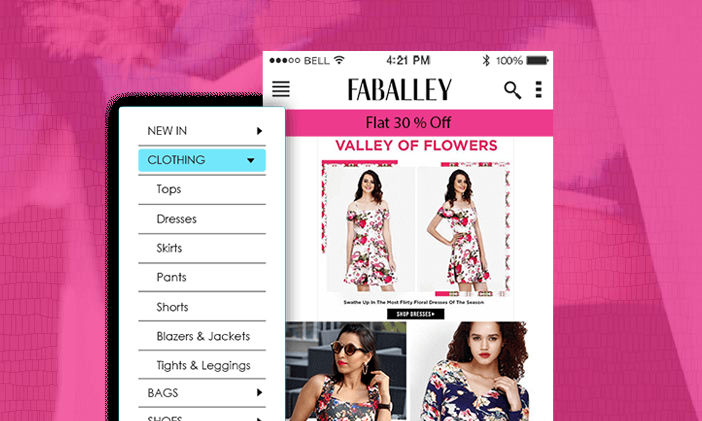 ●●●○○ BELL 4:21 PM 100%
FABALLEY
Flat 30 % Off
VALLEY OF FLOWERS
Swathe Up In The Most Flirty Floral Dresses Of The Season
SHOP DRESSES
NEW IN
CLOTHING
Tops
Dresses
Skirts
Pants
Shorts
Blazers & Jackets
Tights & Leggings
BAGS
SHOES